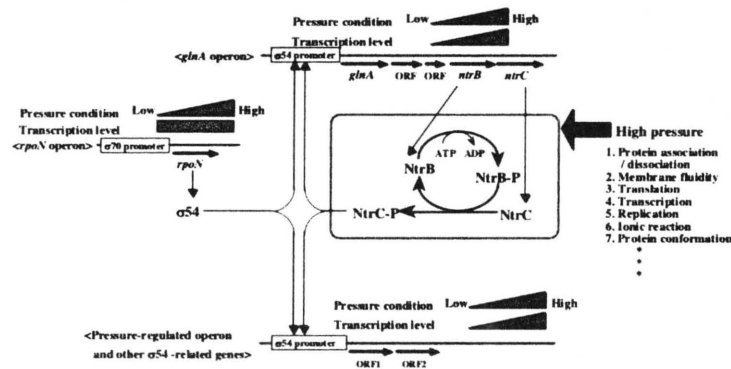 Pressure condition Low High
Transcription level
<glnA operon> σ54 promoter
glnA ORF ORF ntrB ntrC
Pressure condition Low High
Transcription level
<rpoN operon> σ70 promoter
rpoN
σ54
ATP ADP
NtrB NtrB-P
NtrC-P NtrC
High pressure
1. Protein association
/ dissociation
2. Membrane fluidity
3. Translation
4. Transcription
5. Replication
6. Ionic reaction
7. Protein conformation
Pressure condition Low High
Transcription level
<Pressure-regulated operon
and other σ54 -related genes> σ54 promoter
ORF1 ORF2